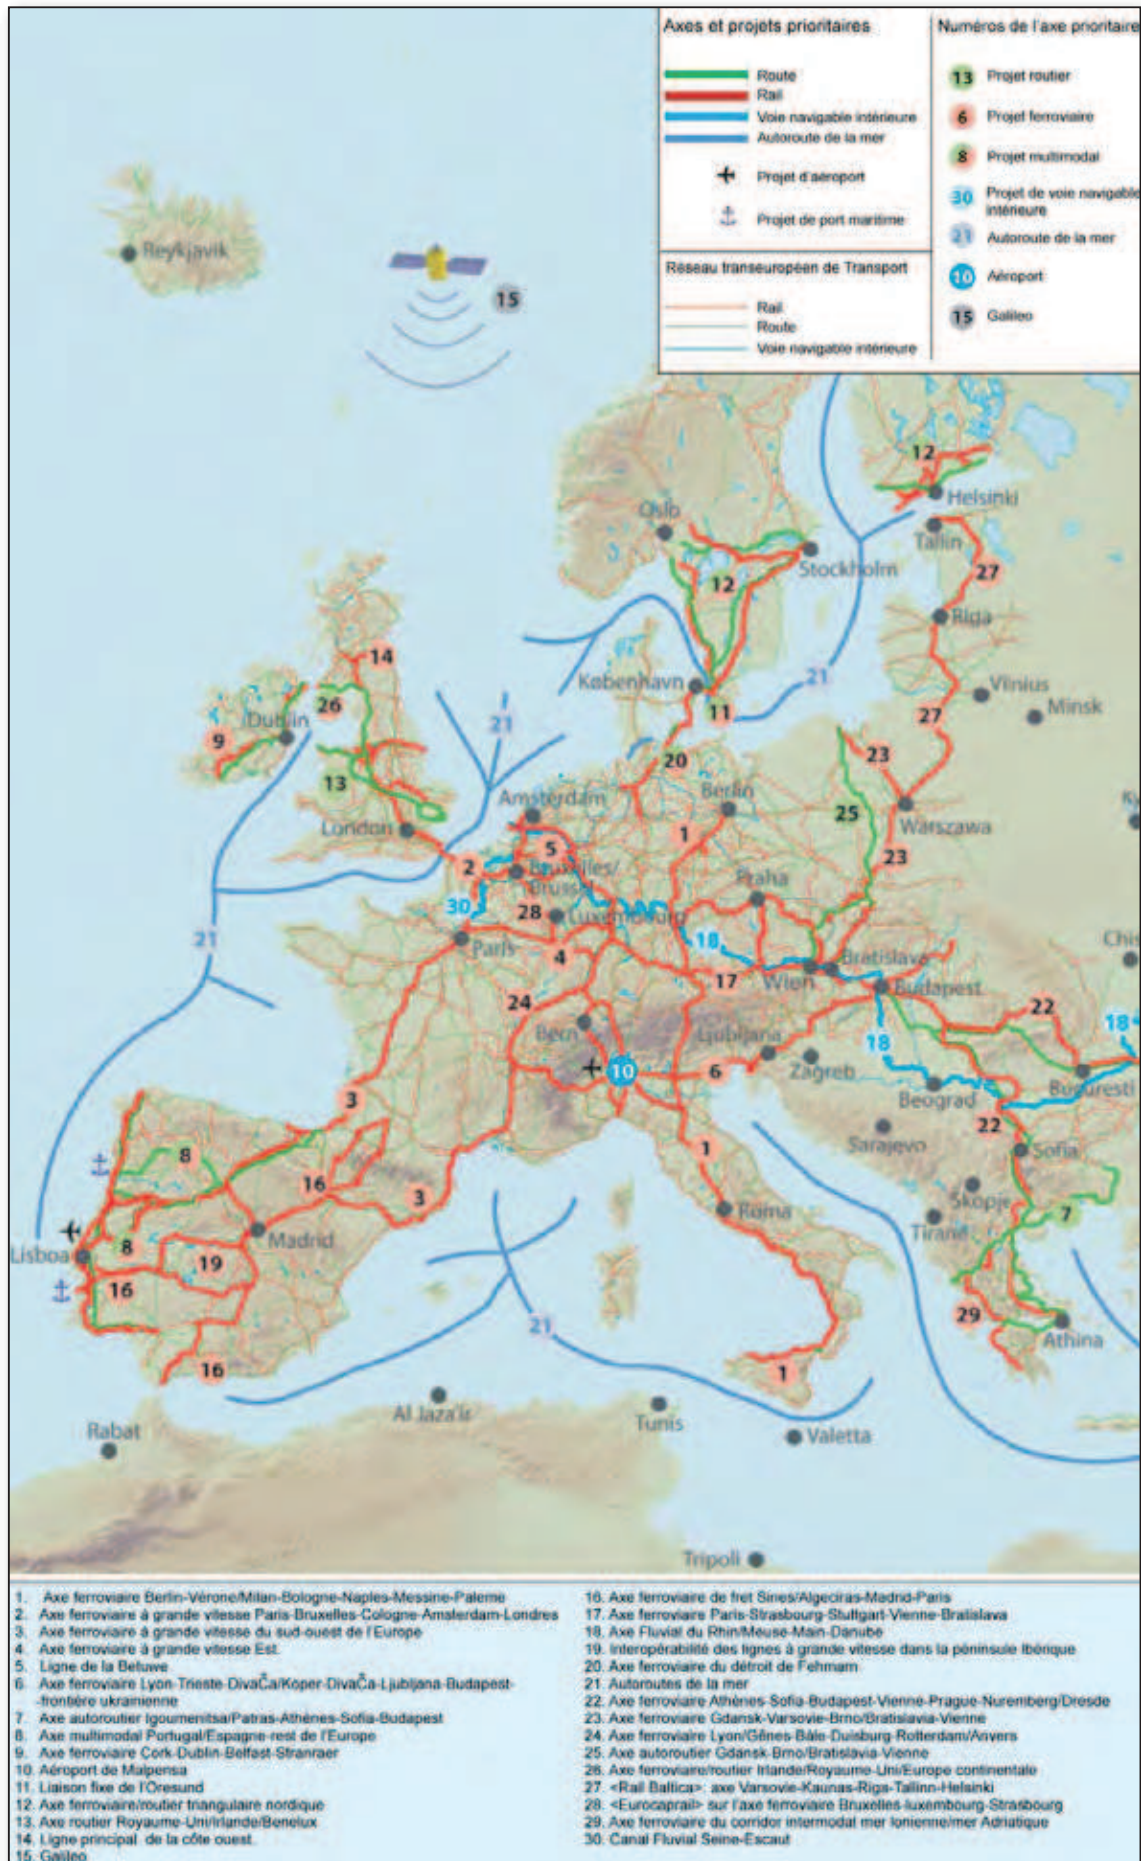 Axes et projets prioritaires
Route
Rail
Voie navigable intérieure
Autoroute de la mer
Projet d'aéroport
Projet de port maritime
Réseau transeuropéen de Transport
Rail
Route
Voie navigable intérieure
Numéros de l'axe prioritaire
13 Projet routier
6 Projet ferroviaire
8 Projet multimodal
30 Projet de voie navigable
intérieure
21 Autoroute de la mer
10 Aéroport
15 Galileo
Reykjavik
15
12
Helsinki
Oslo
Tallin
Stockholm
12
27
Riga
14
København
21
Vilnius
26
11
Minsk
Dublin
21
27
9
20
23
13
Amsterdam
Berlin
25
Warszawa
London
1
5
2
Bruxelles/
Brussel
23
Praha
30
28
Luxembourg
21
Paris
18
4
Bratislava
17
Wien
Budapest
24
22
Bern
Ljubljana
18
18
10
6
Zagreb
Bucuresti
3
Beograd
22
Sarajevo
8
1
Sofia
16
3
Skopje
Roma
7
Tirane
Madrid
8
Lisboa
19
16
29
21
Athina
16
1
Al Jaza'ir
Tunis
Rabat
Valetta
Tripoli
1. Axe ferroviaire Berlin-Vérone/Milan-Bologne-Naples-Messine-Palerme
2. Axe ferroviaire à grande vitesse Paris-Bruxelles-Cologne-Amsterdam-Londres
3. Axe ferroviaire à grande vitesse du sud-ouest de l'Europe
4. Axe ferroviaire à grande vitesse Est.
5. Ligne de la Betuwe
6. Axe ferroviaire Lyon-Trieste-DivaČa/Koper-DivaČa-Ljubljana-Budapest-
-frontière ukrainienne
7. Axe autoroutier Igoumenitsa/Patras-Athènes-Sofia-Budapest
8. Axe multimodal Portugal/Espagne-rest de l'Europe
9. Axe ferroviaire Cork-Dublin-Belfast-Stranraer
10. Aéroport de Malpensa
11. Liaison fixe de l'Öresund
12. Axe ferroviaire/routier triangulaire nordique
13. Axe routier Royaume-Uni/Irlande/Benelux
14. Ligne principal de la côte ouest.
15. Galileo
16. Axe ferroviaire de fret Sines/Algeciras-Madrid-Paris
17. Axe ferroviaire Paris-Strasbourg-Stuttgart-Vienne-Bratislava
18. Axe Fluvial du Rhin/Meuse-Main-Danube
19. Interopérabilité des lignes à grande vitesse dans la péninsule Ibérique
20. Axe ferroviaire du détroit de Fehmarn
21. Autoroutes de la mer
22. Axe ferroviaire Athènes-Sofia-Budapest-Vienne-Prague-Nuremberg/Dresde
23. Axe ferroviaire Gdansk-Varsovie-Brno/Bratislavia-Vienne
24. Axe ferroviaire Lyon/Gênes-Bâle-Duisburg-Rotterdam/Anvers
25. Axe autoroutier Gdansk-Brno/Bratislavia-Vienne
26. Axe ferroviaire/routier Irlande/Royaume-Uni/Europe continentale
27. <Rail Baltica>: axe Varsovie-Kaunas-Riga-Tallinn-Helsinki
28. <Eurocaprail> sur l'axe ferroviaire Bruxelles-luxembourg-Strasbourg
29. Axe ferroviaire du corridor intermodal mer Ionienne/mer Adriatique
30. Canal Fluvial Seine-Escaut